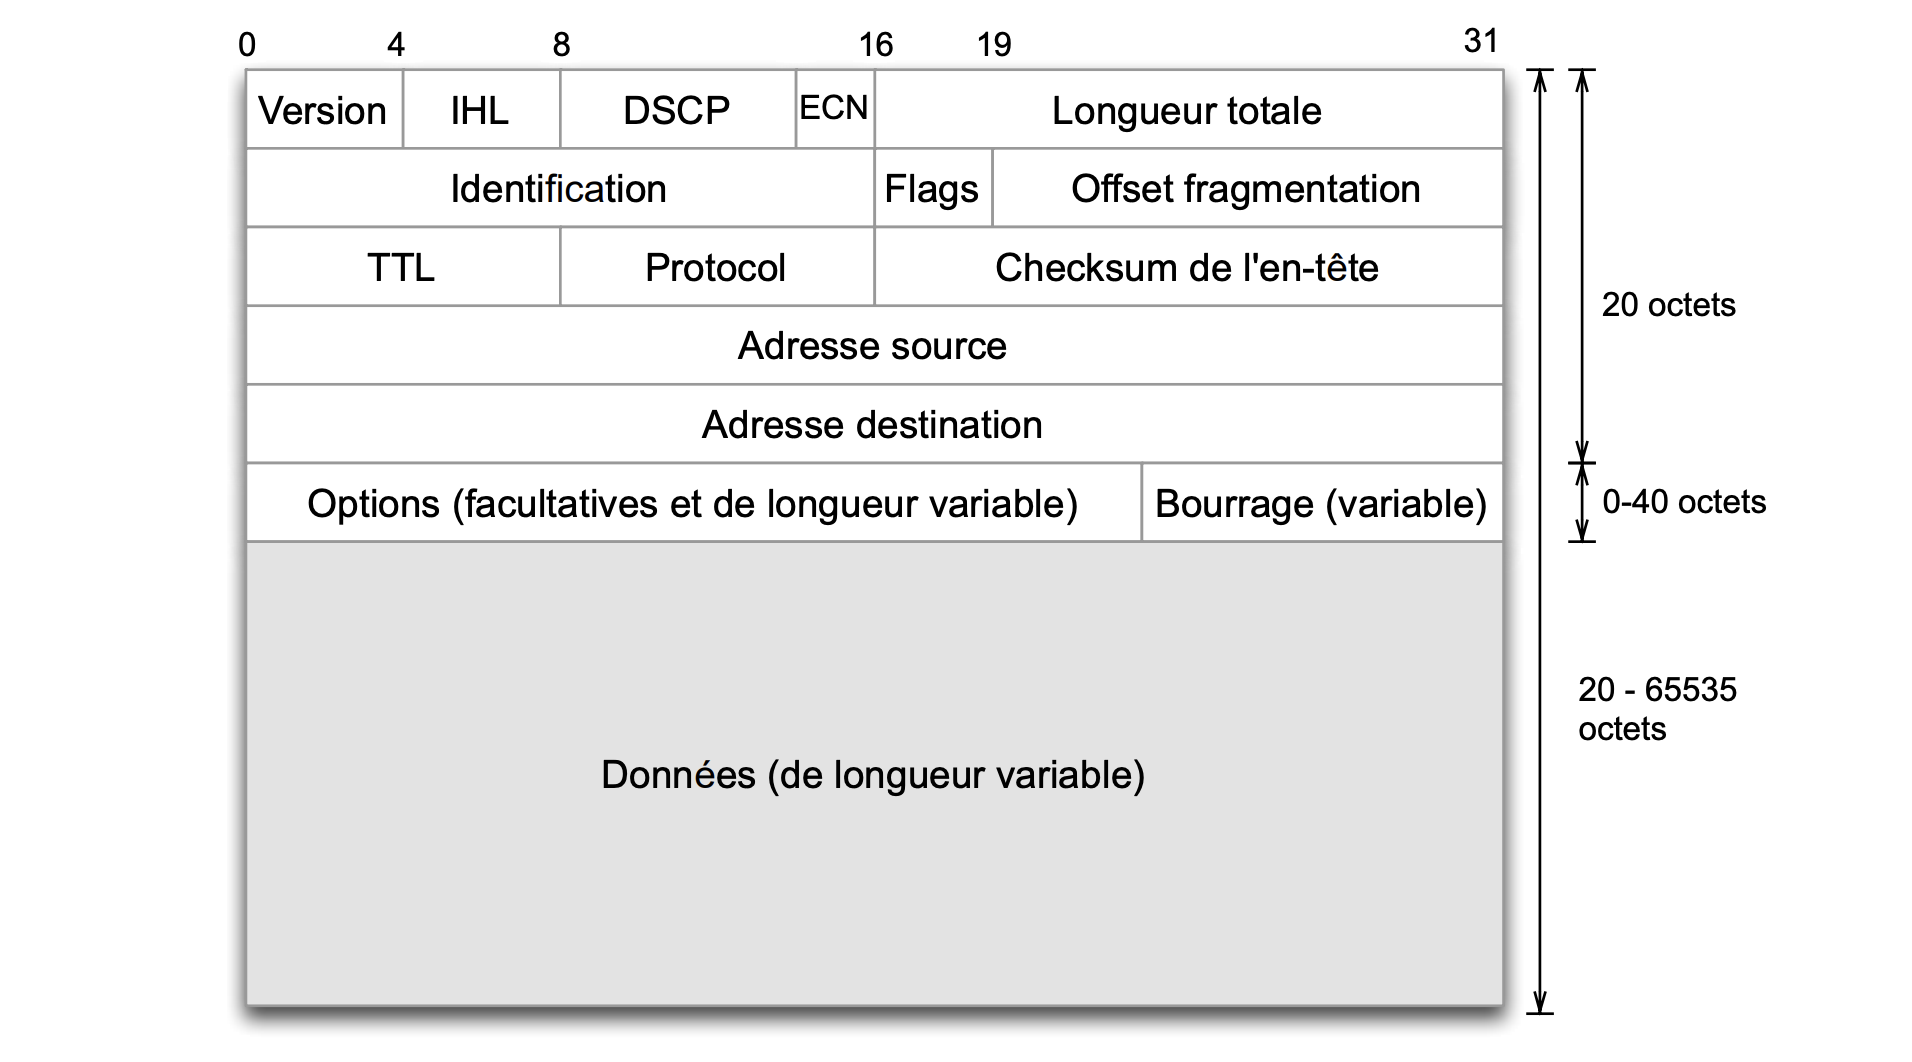 0 4 8 16 19 31
Version IHL DSCP ECN Longueur totale
Identification Flags Offset fragmentation
TTL Protocol Checksum de l'en-tête
20 octets
Adresse source
Adresse destination
Options (facultatives et de longueur variable) Bourrage (variable)
0-40 octets
20 - 65535
octets
Données (de longueur variable)